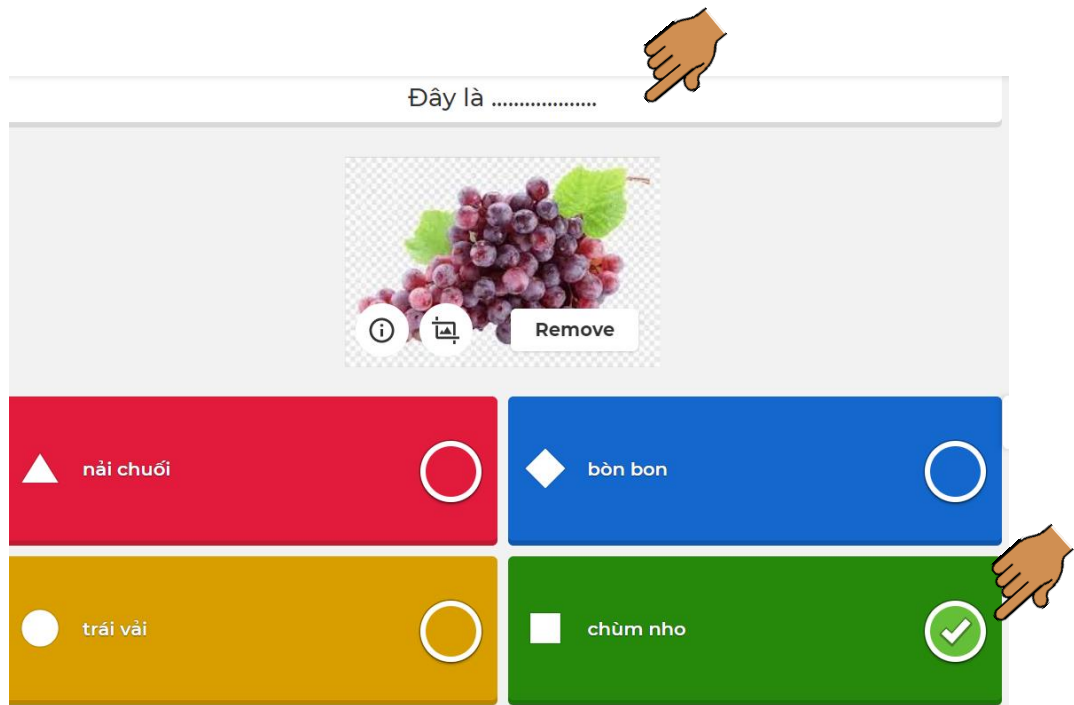 Đây là ...................
Remove
nải chuối
bòn bon
trái vải
chùm nho